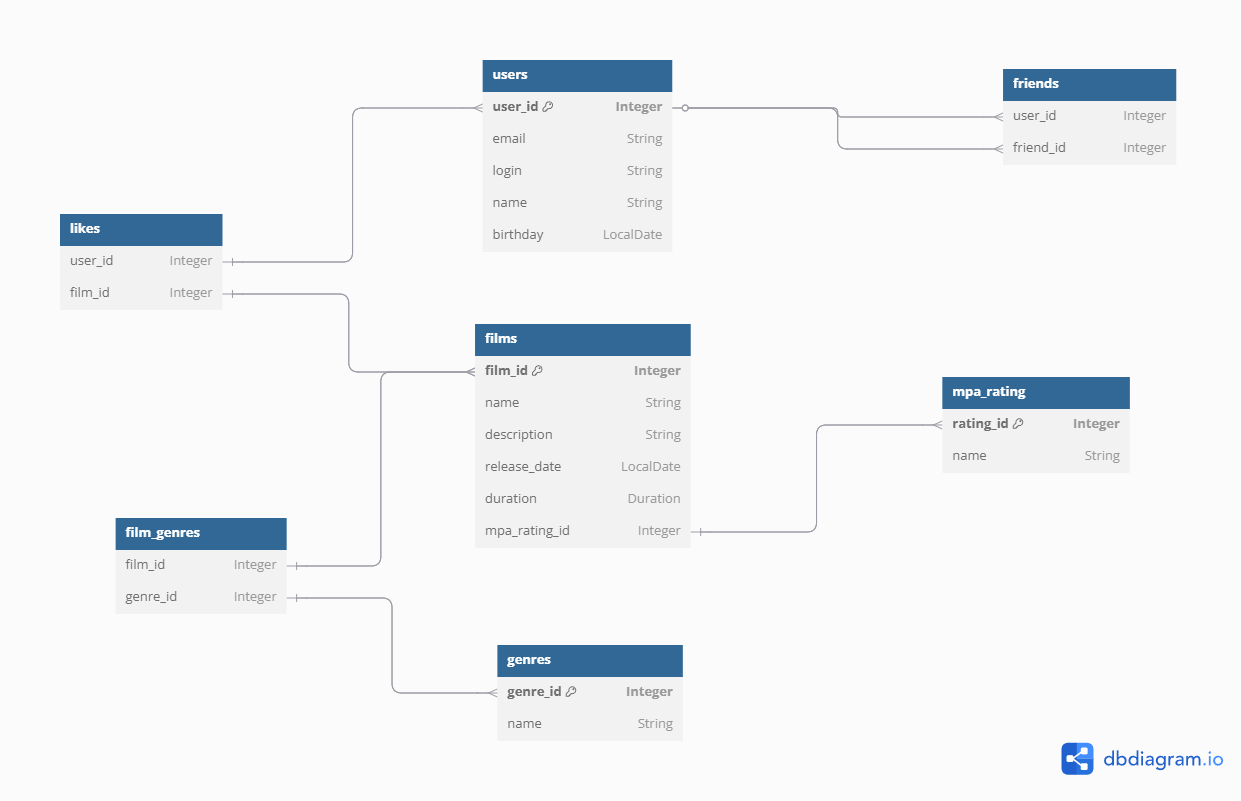 users
user_id Integer
email String
login String
name String
birthday LocalDate
friends
user_id Integer
friend_id Integer
likes
user_id Integer
film_id Integer
films
film_id Integer
name String
description String
release_date LocalDate
duration Duration
mpa_rating_id Integer
mpa_rating
rating_id Integer
name String
film_genres
film_id Integer
genre_id Integer
genres
genre_id Integer
name String
dbdiagram.io